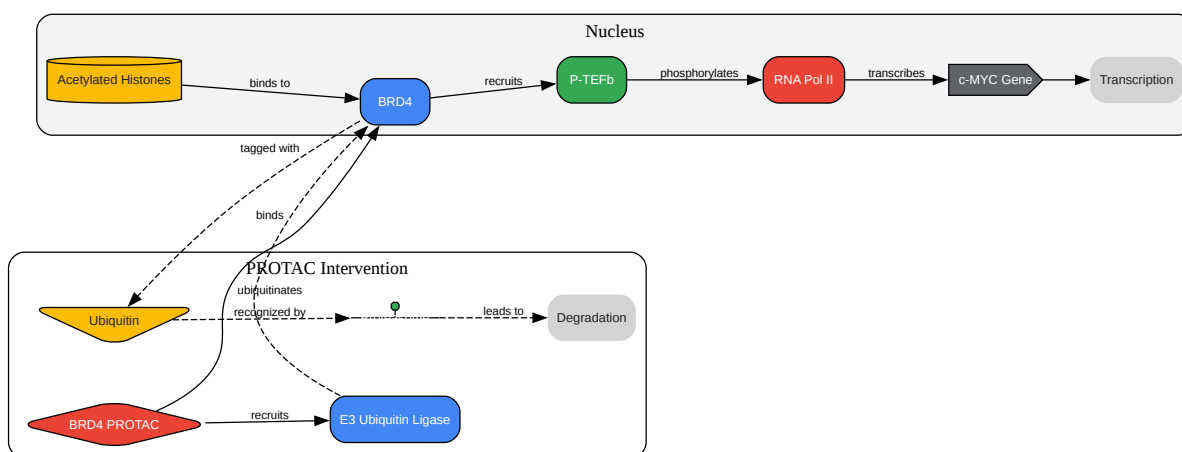 Nucleus
Acetylated Histones
binds to
BRD4
recruits
P-TEFb
phosphorylates
RNA Pol II
transcribes
c-MYC Gene
Transcription
tagged with
binds
PROTAC Intervention
ubiquitinates
Ubiquitin
recognized by
leads to
Degradation
BRD4 PROTAC
recruits
E3 Ubiquitin Ligase